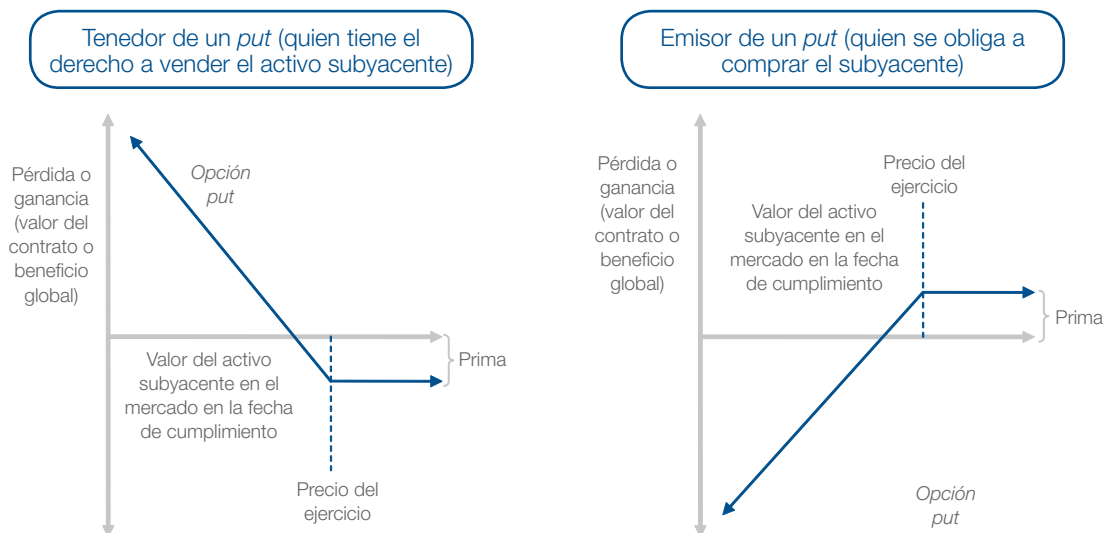 Tenedor de un put (quien tiene el
derecho a vender el activo subyacente)
Pérdida o
ganancia
(valor del
contrato o
beneficio
global)
Opción
put
Valor del activo
subyacente en el
mercado en la fecha
de cumplimiento
Prima
Precio del
ejercicio
Emisor de un put (quien se obliga a
comprar el subyacente)
Pérdida o
ganancia
(valor del
contrato o
beneficio
global)
Precio del
ejercicio
Valor del activo
subyacente en el
mercado en la fecha
de cumplimiento
Prima
Opción
put